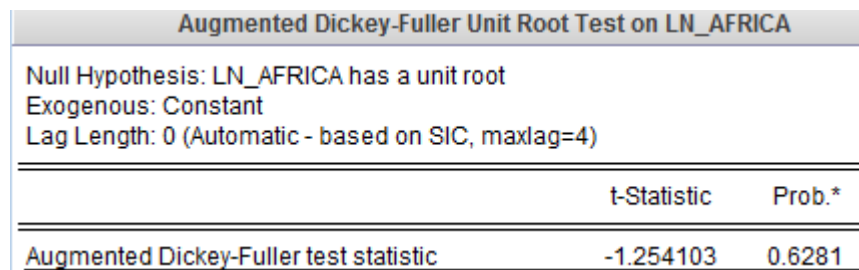 Augmented Dickey-Fuller Unit Root Test on LN_AFRICA
Null Hypothesis: LN_AFRICA has a unit root
Exogenous: Constant
Lag Length: 0 (Automatic - based on SIC, maxlag=4)
t-Statistic Prob.*
Augmented Dickey-Fuller test statistic -1.254103 0.6281